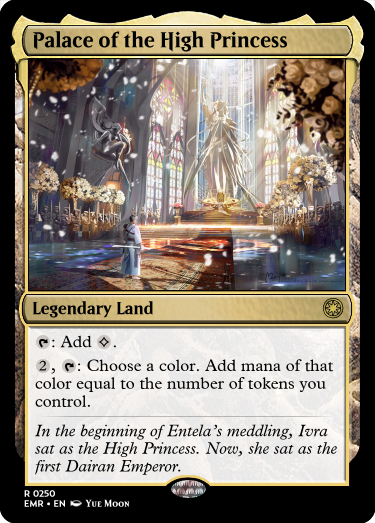 Palace of the High Princess
Legendary Land
: Add .
2, : Choose a color. Add mana of that
color equal to the number of tokens you
control.
In the beginning of Entela's meddling, Ivra
sat as the High Princess. Now, she sat as the
first Dairan Emperor.
R 0250
EMR • EN Yue Moon